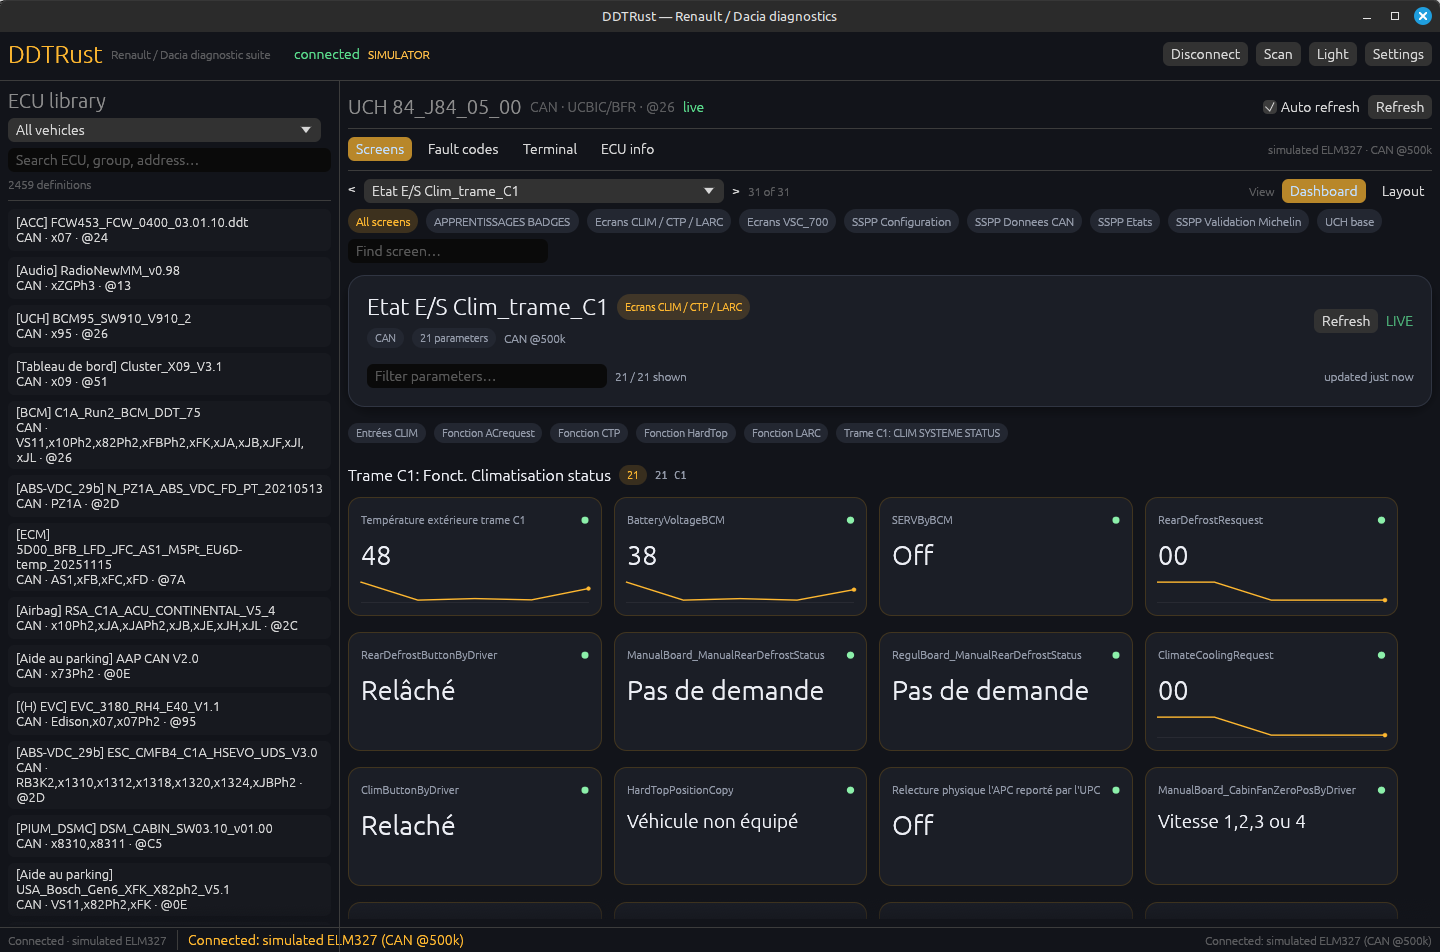 DDTRust — Renault / Dacia diagnostics
DDTRust Renault / Dacia diagnostic suite connected SIMULATOR Disconnect Scan Light Settings
ECU library
All vehicles
Search ECU, group, address...
2459 definitions
[ACC] FCW453_FCW_0400_03.01.10.ddt
CAN · x07 · @24
[Audio] RadioNewMM_v0.98
CAN · xZGPh3 · @13
[UCH] BCM95_SW910_V910_2
CAN · x95 · @26
[Tableau de bord] Cluster_X09_V3.1
CAN · x09 · @51
[BCM] C1A_Run2_BCM_DDT_75
CAN ·
VS11,x10Ph2,x82Ph2,xFBPh2,xFK,xJA,xJB,xJF,xJI,
xJL · @26
[ABS-VDC_29b] N_PZ1A_ABS_VDC_FD_PT_20210513
CAN · PZ1A · @2D
[ECM]
5D00_BFB_LFD_JFC_AS1_M5Pt_EU6D-
temp_20251115
CAN · AS1,xFB,xFC,xFD · @7A
[Airbag] RSA_C1A_ACU_CONTINENTAL_V5_4
CAN · x10Ph2,xJA,xJAPh2,xJB,xJE,xJH,xJL · @2C
[Aide au parking] AAP CAN V2.0
CAN · x73Ph2 · @0E
[(H) EVC] EVC_3180_RH4_E40_V1.1
CAN · Edison,x07,x07Ph2 · @95
[ABS-VDC_29b] ESC_CMFB4_C1A_HSEVO_UDS_V3.0
CAN ·
RB3K2,x1310,x1312,x1318,x1320,x1324,xJBPh2 ·
@2D
[PIUM_DSMC] DSM_CABIN_SW03.10_v01.00
CAN · x8310,x8311 · @C5
[Aide au parking]
USA_Bosch_Gen6_XFK_X82ph2_V5.1
CAN · VS11,x82Ph2,xFK · @0E
UCH 84_J84_05_00 CAN · UCBIC/BFR · @26 live Auto refresh Refresh
Screens Fault codes Terminal ECU info simulated ELM327 · CAN @500k
< Etat E/S Clim_trame_C1 > 31 of 31 View Dashboard Layout
All screens APPRENTISSAGES BADGES Ecrans CLIM / CTP / LARC Ecrans VSC_700 SSPP Configuration SSPP Donnees CAN SSPP Etats SSPP Validation Michelin UCH base
Find screen...
Etat E/S Clim_trame_C1 Ecrans CLIM / CTP / LARC
Refresh LIVE
CAN 21 parameters CAN @500k
Filter parameters... 21 / 21 shown updated just now
Entrées CLIM Fonction ACrequest Fonction CTP Fonction HardTop Fonction LARC Trame C1: CLIM SYSTEME STATUS
Trame C1: Fonct. Climatisation status 21 21 C1
Température extérieure trame C1 BatteryVoltageBCM SERVByBCM RearDefrostResquest
48 38 Off 00
RearDefrostButtonByDriver ManualBoard_ManualRearDefrostStatus RegulBoard_ManualRearDefrostStatus ClimateCoolingRequest
Relâché Pas de demande Pas de demande 00
ClimButtonByDriver HardTopPositionCopy Relecture physique l'APC reporté par l'UPC ManualBoard_CabinFanZeroPosByDriver
Relaché Véhicule non équipé Off Vitesse 1,2,3 ou 4
Connected · simulated ELM327 Connected: simulated ELM327 (CAN @500k) Connected: simulated ELM327 (CAN @500k)